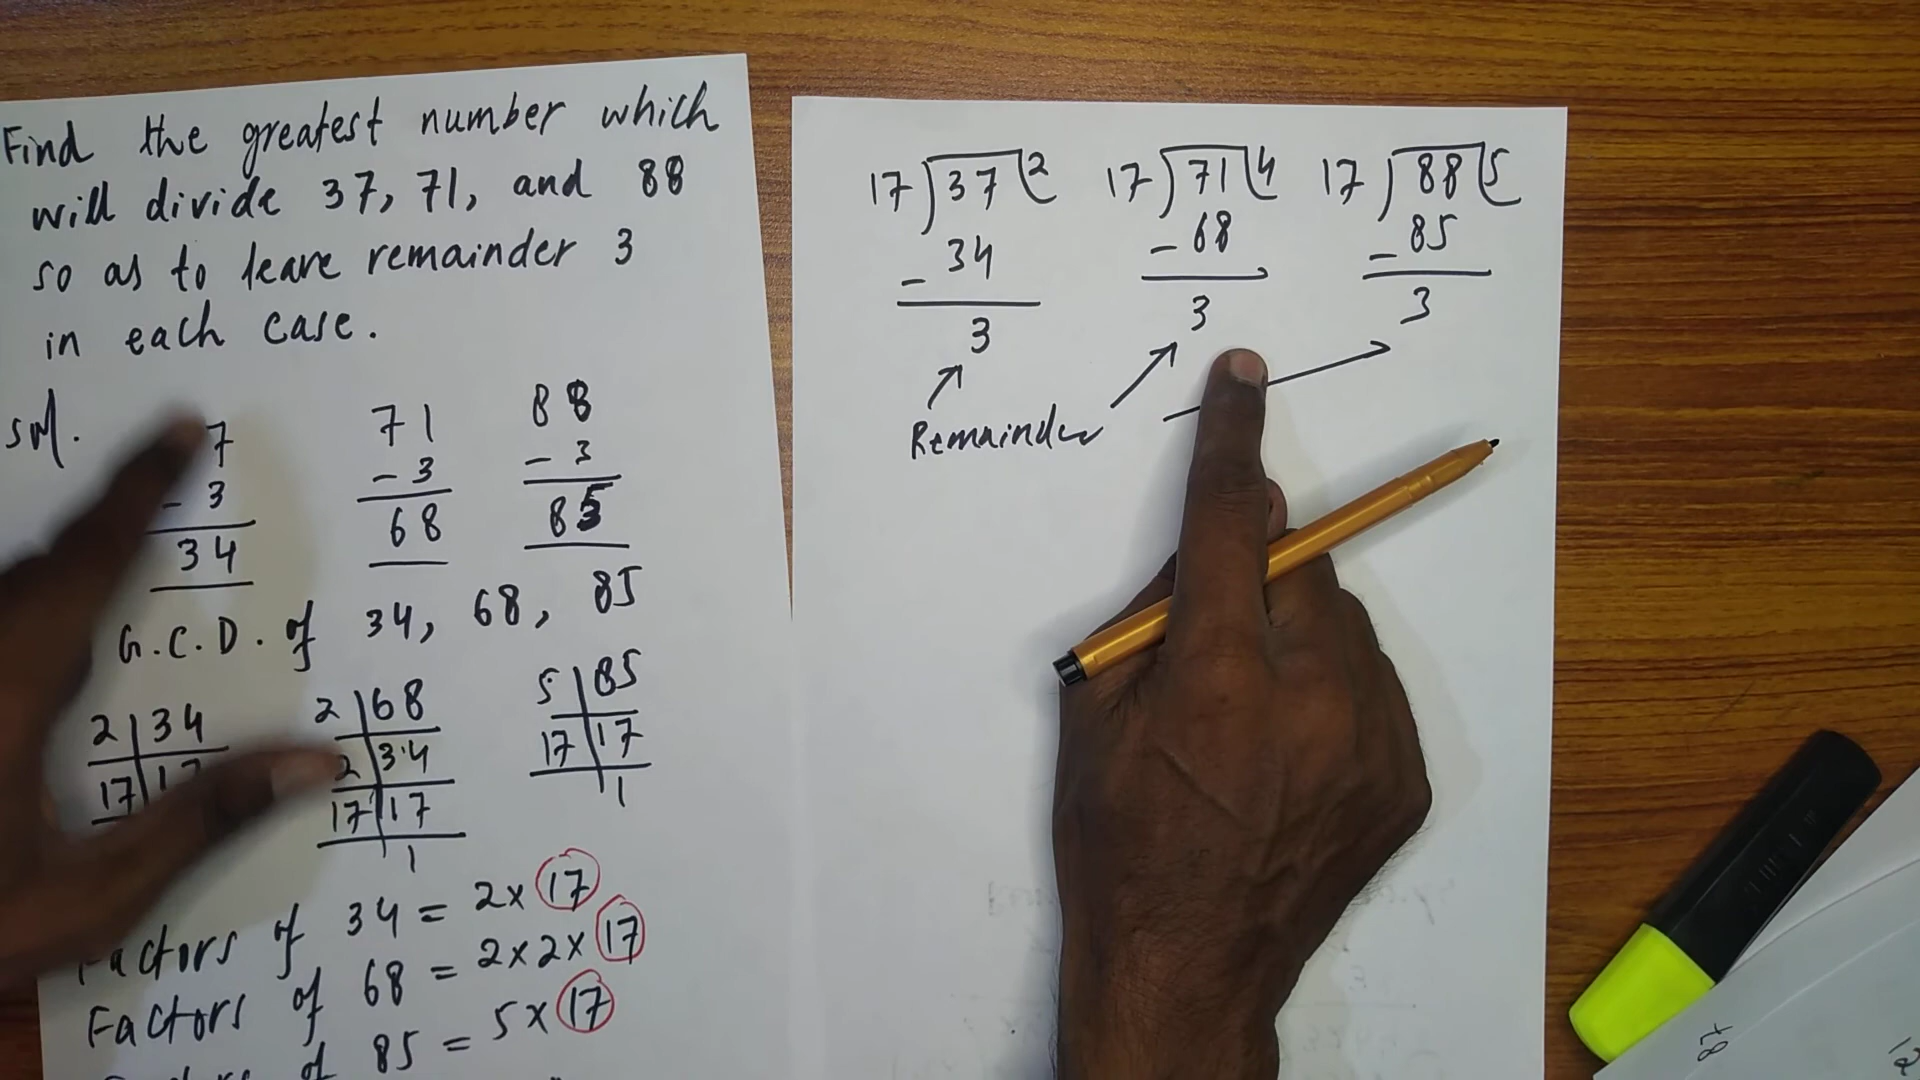 Find the greatest number which
will divide 37, 71, and 88
so as to leave remainder 3
in each case.
Sol.
7 71 88
- 3 - 3 - 3
34 68 85
G.C.D. of 34, 68, 85
2 | 34 2 | 68 5 | 85
17 | 17 2 | 34 17 | 17
17 | 17 1
1
Factors of 34 = 2 x 17
Factors of 68 = 2 x 2 x 17
of 85 = 5 x 17
17) 37 (2 17) 71 (4 17) 88 (5
- 34 - 68 - 85
3 3 3
Remainder